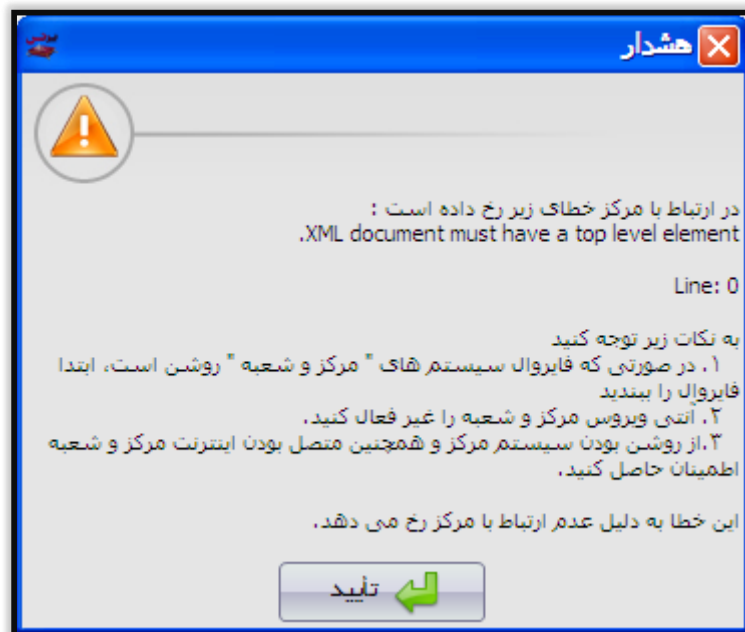 هشدار
در ارتباط با مرکز خطای زیر رخ داده است :
XML document must have a top level element.
Line: 0
به نکات زیر توجه کنید
۱. در صورتی که فایروال سیستم های " مرکز و شعبه " روشن است، ابتدا
فایروال را ببندید
۲. آنتی ویروس مرکز و شعبه را غیر فعال کنید.
۳.از روشن بودن سیستم مرکز و همچنین متصل بودن اینترنت مرکز و شعبه
اطمینان حاصل کنید.
این خطا به دلیل عدم ارتباط با مرکز رخ می دهد.
تأیید